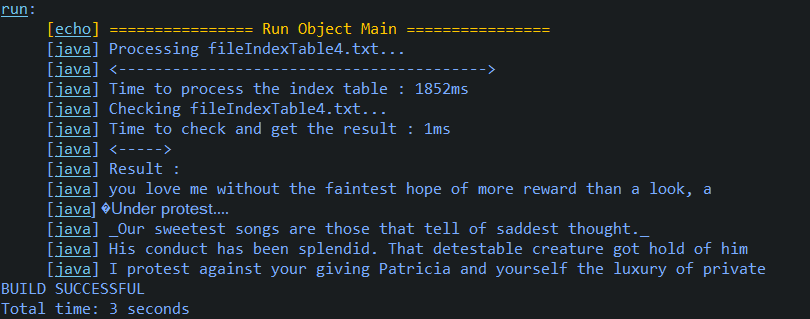 run:
[echo] ================ Run Object Main ================
[java] Processing fileIndexTable4.txt...
[java] <----------------------------------------->
[java] Time to process the index table : 1852ms
[java] Checking fileIndexTable4.txt...
[java] Time to check and get the result : 1ms
[java] <----->
[java] Result :
[java] you love me without the faintest hope of more reward than a look, a
[java] �Under protest....
[java] _Our sweetest songs are those that tell of saddest thought._
[java] His conduct has been splendid. That detestable creature got hold of him
[java] I protest against your giving Patricia and yourself the luxury of private
BUILD SUCCESSFUL
Total time: 3 seconds